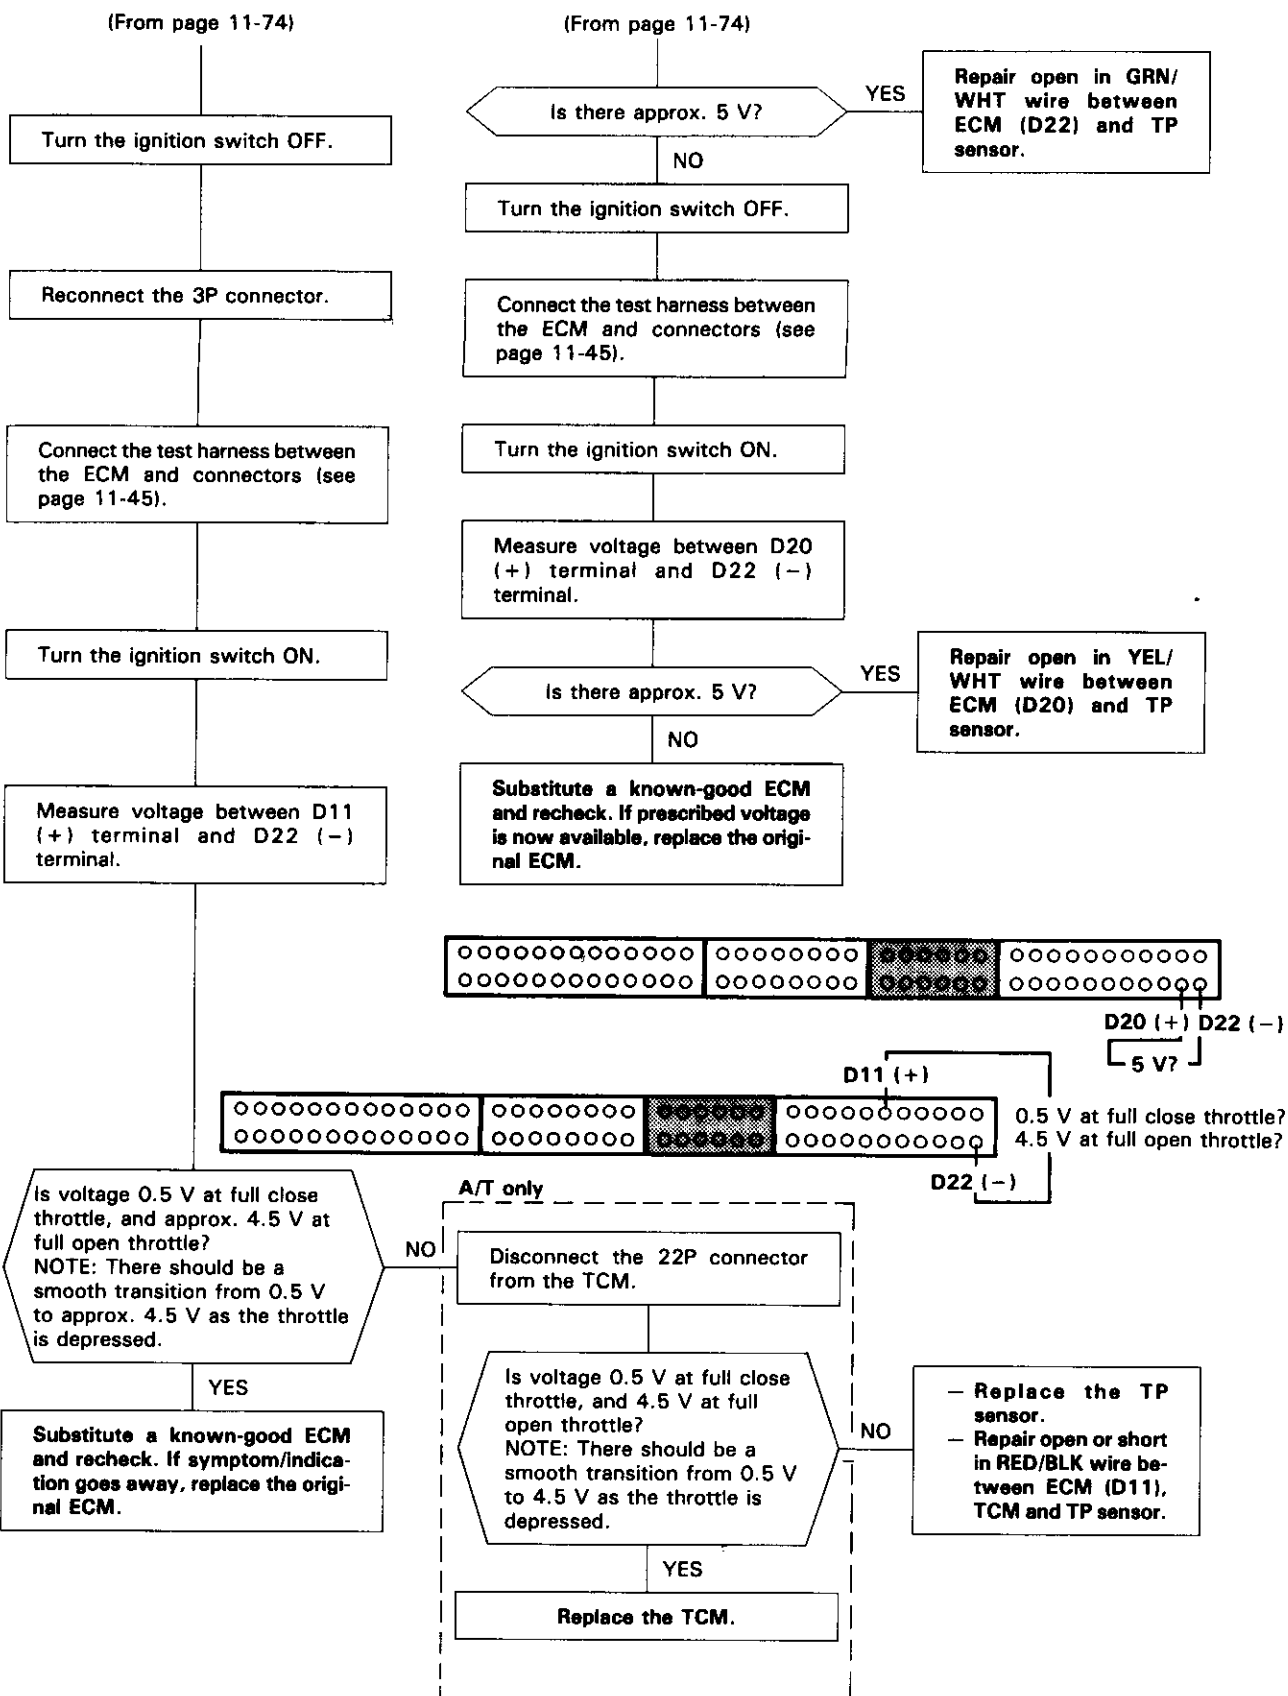 (From page 11-74)
Turn the ignition switch OFF.
Reconnect the 3P connector.
Connect the test harness between
the ECM and connectors (see
page 11-45).
Turn the ignition switch ON.
Measure voltage between D11
(+) terminal and D22 (−)
terminal.
(From page 11-74)
Is there approx. 5 V?
YES
Repair open in GRN/
WHT wire between
ECM (D22) and TP
sensor.
NO
Turn the ignition switch OFF.
Connect the test harness between
the ECM and connectors (see
page 11-45).
Turn the ignition switch ON.
Measure voltage between D20
(+) terminal and D22 (−)
terminal.
Is there approx. 5 V?
YES
Repair open in YEL/
WHT wire between
ECM (D20) and TP
sensor.
NO
Substitute a known-good ECM
and recheck. If prescribed voltage
is now available, replace the origi-
nal ECM.
D20 (+) D22 (−)
5 V?
D11 (+)
0.5 V at full close throttle?
4.5 V at full open throttle?
D22 (−)
Is voltage 0.5 V at full close
throttle, and approx. 4.5 V at
full open throttle?
NOTE: There should be a
smooth transition from 0.5 V
to approx. 4.5 V as the throttle
is depressed.
NO
YES
Substitute a known-good ECM
and recheck. If symptom/indica-
tion goes away, replace the origi-
nal ECM.
A/T only
Disconnect the 22P connector
from the TCM.
Is voltage 0.5 V at full close
throttle, and 4.5 V at full
open throttle?
NOTE: There should be a
smooth transition from 0.5 V
to 4.5 V as the throttle is
depressed.
NO
— Replace the TP
sensor.
— Repair open or short
in RED/BLK wire be-
tween ECM (D11),
TCM and TP sensor.
YES
Replace the TCM.